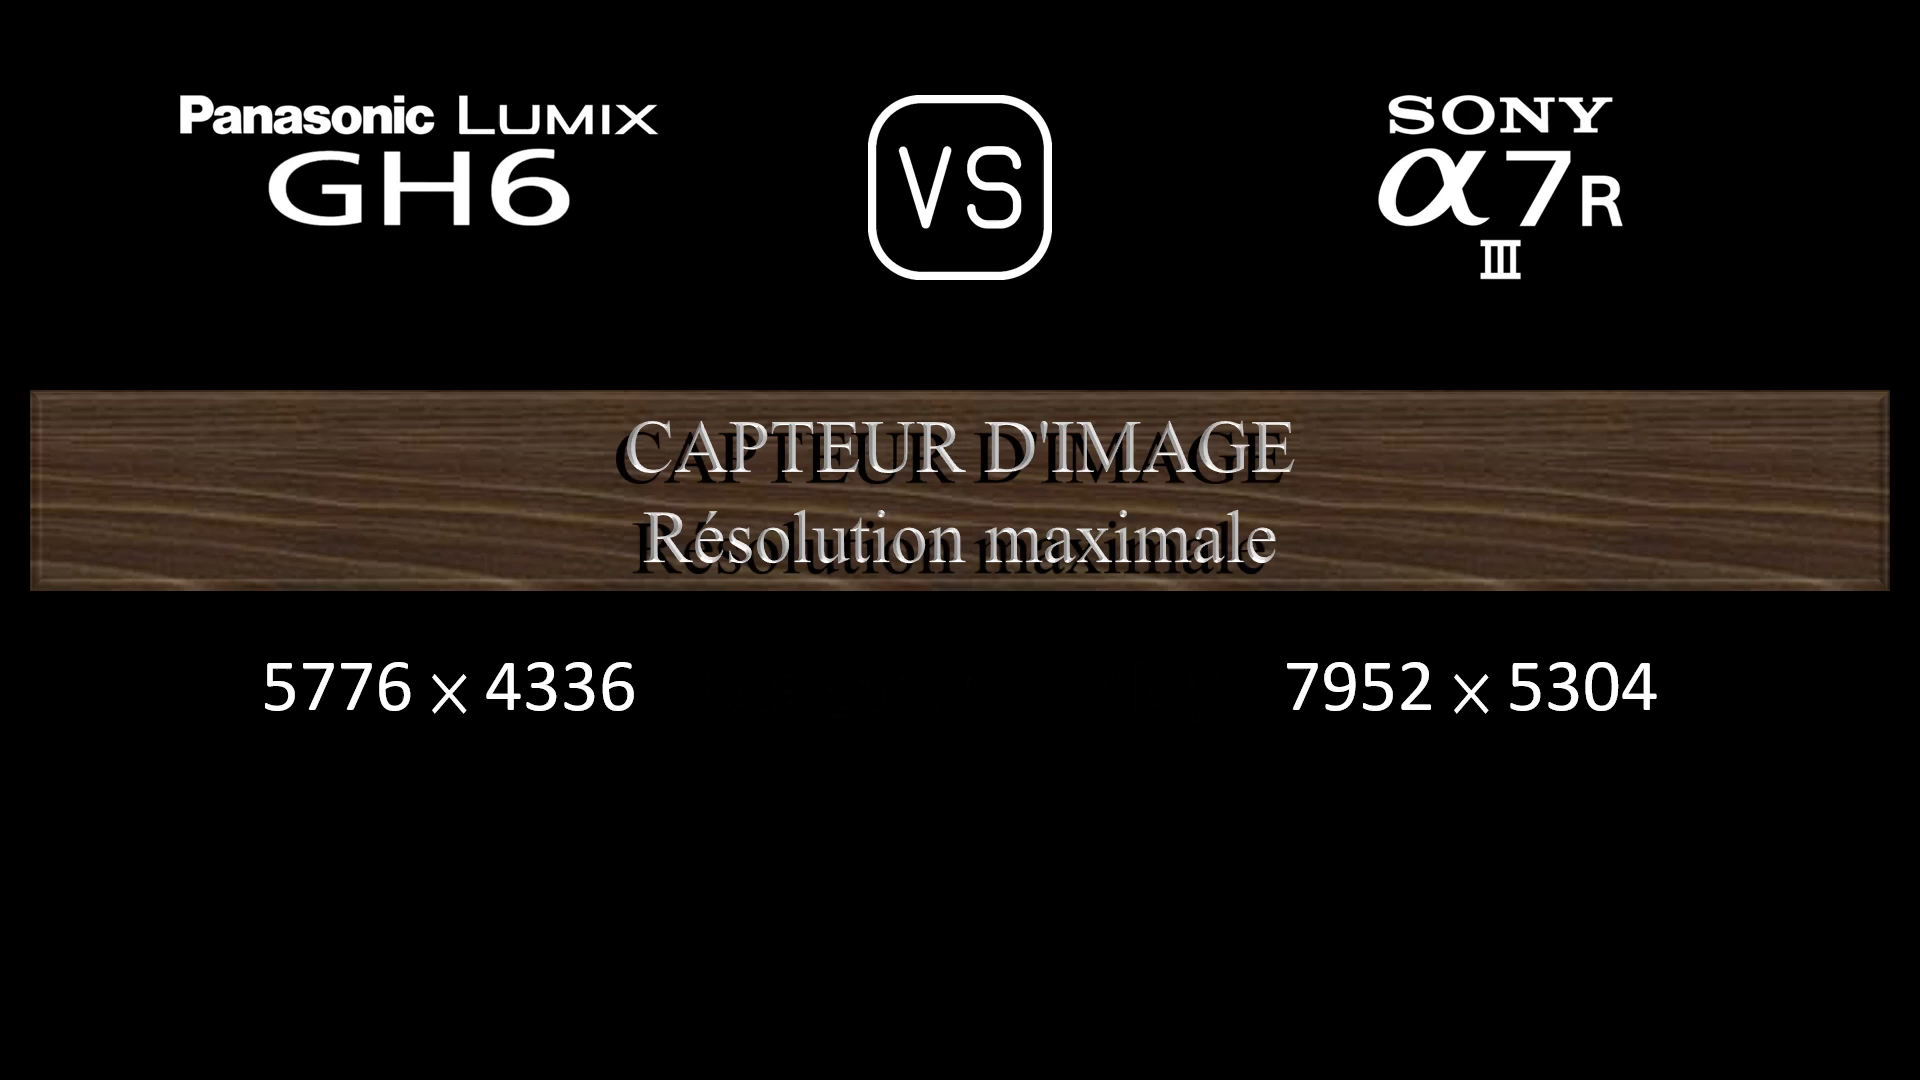 Panasonic LUMIX
GH6
VS
SONY
α7R
III
CAPTEUR D'IMAGE
Résolution maximale
5776 x 4336
7952 x 5304